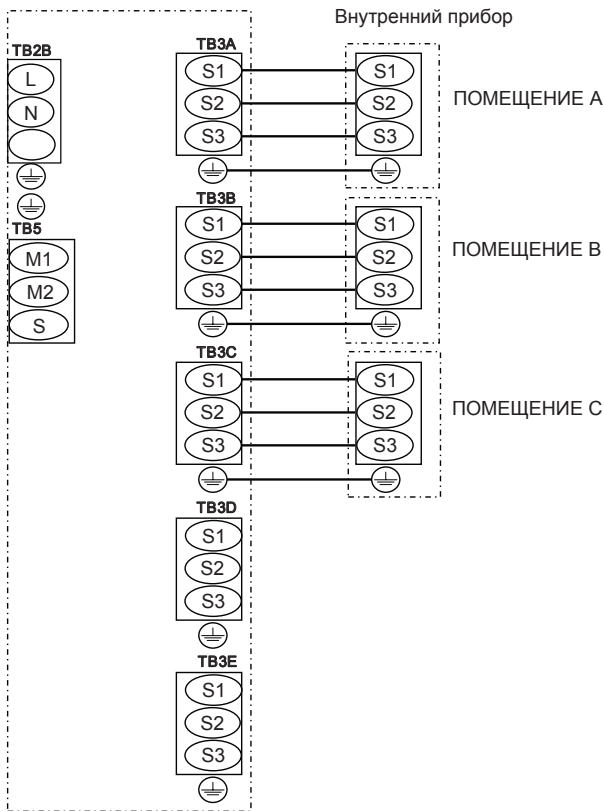 Внутренний прибор
TB2B
L
N
TB5
M1
M2
S
TB3A
S1
S2
S3
S1
S2
S3
ПОМЕЩЕНИЕ A
TB3B
S1
S2
S3
S1
S2
S3
ПОМЕЩЕНИЕ B
TB3C
S1
S2
S3
S1
S2
S3
ПОМЕЩЕНИЕ C
TB3D
S1
S2
S3
TB3E
S1
S2
S3